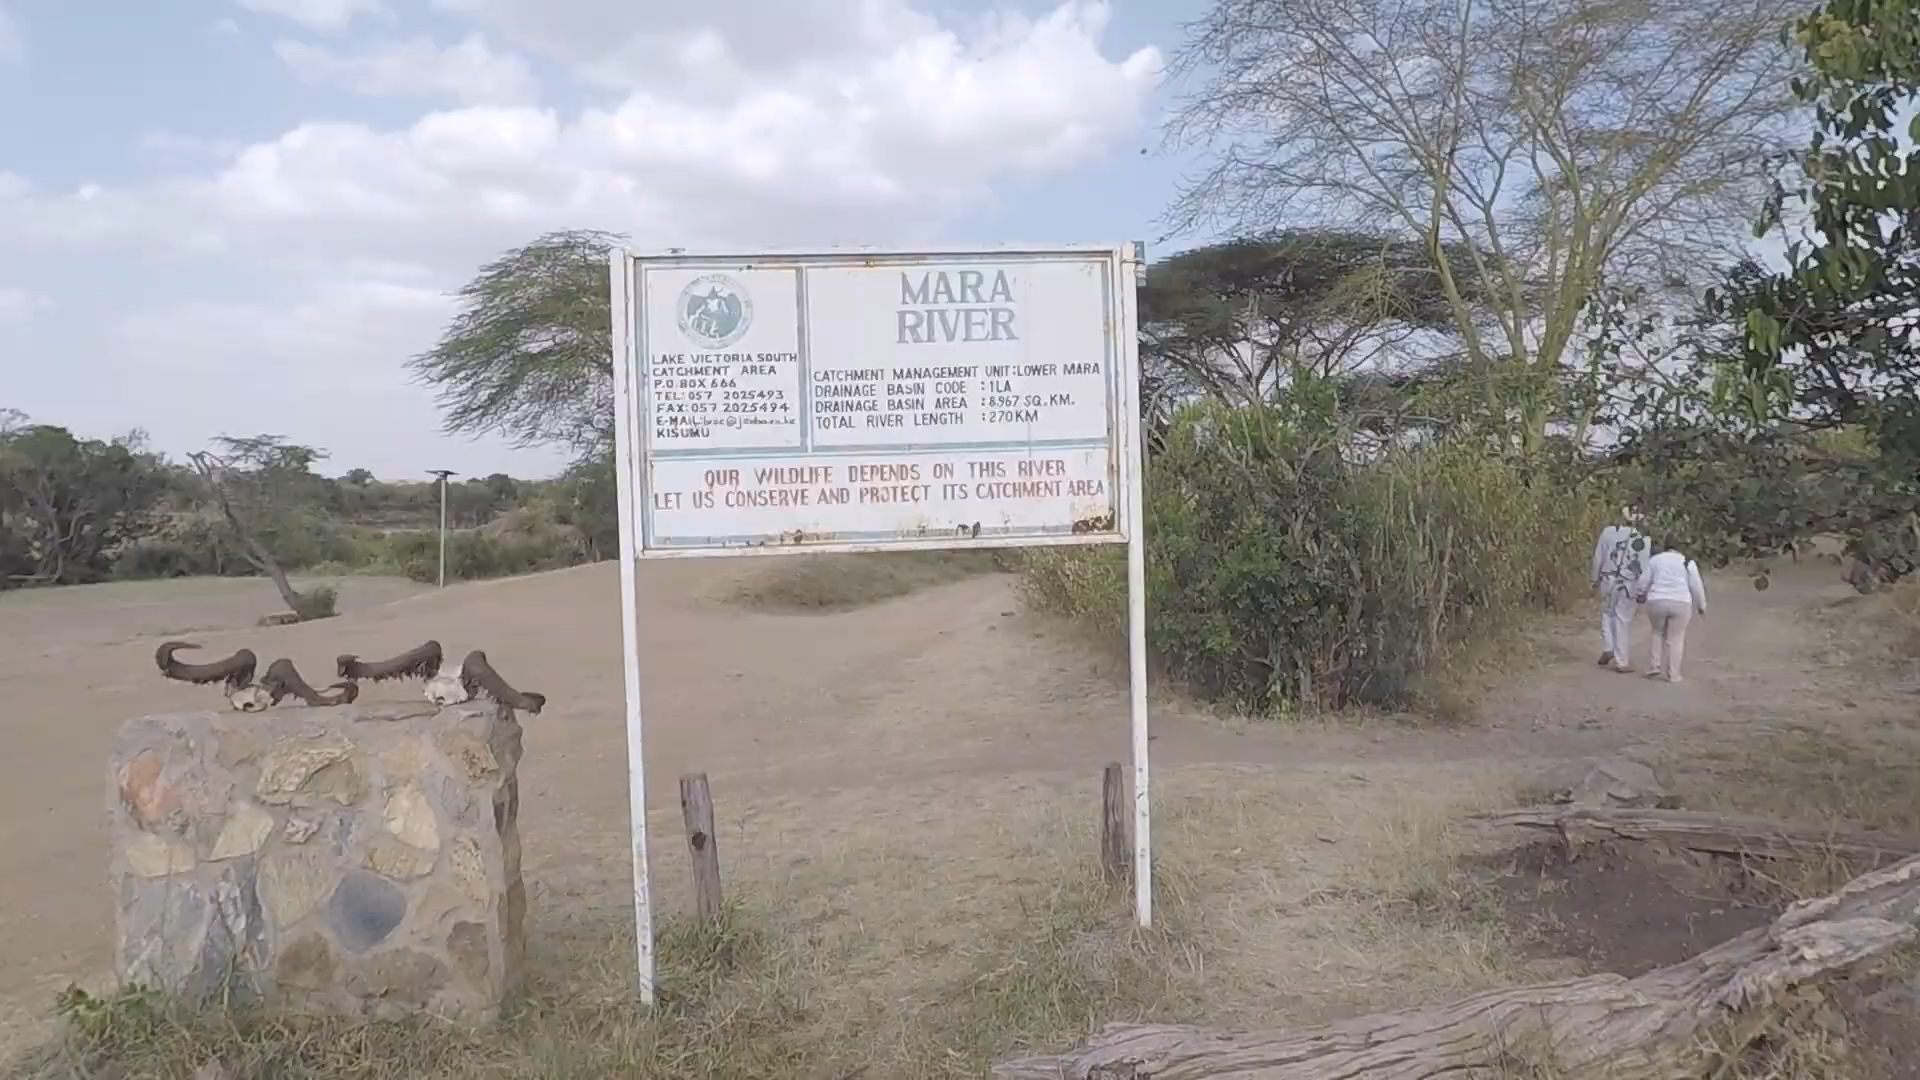 LAKE VICTORIA SOUTH
CATCHMENT AREA
P.O.BOX 666
TEL: 057 2025493
FAX: 057 2025494
E-MAIL:
KISUMU
MARA
RIVER
CATCHMENT MANAGEMENT UNIT:LOWER MARA
DRAINAGE BASIN CODE :1LA
DRAINAGE BASIN AREA :8967 SQ.KM.
TOTAL RIVER LENGTH :270KM
OUR WILDLIFE DEPENDS ON THIS RIVER
LET US CONSERVE AND PROTECT ITS CATCHMENT AREA